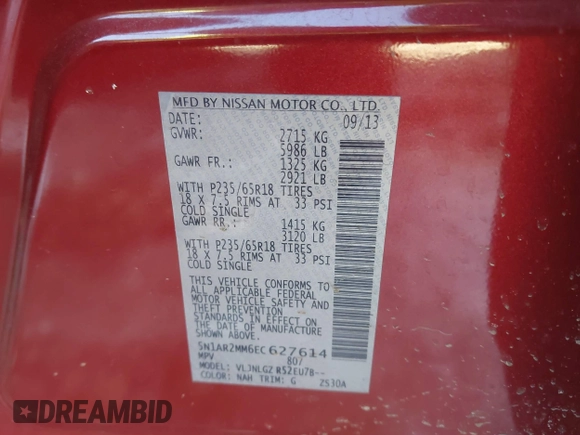 MFD BY NISSAN MOTOR CO., LTD.
DATE: 09/13
GVWR: 2715 KG
5986 LB
GAWR FR.: 1325 KG
2921 LB
WITH P235/65R18 TIRES
18 X 7.5 RIMS AT 33 PSI
COLD SINGLE
GAWR RR.: 1415 KG
3120 LB
WITH P235/65R18 TIRES
18 X 7.5 RIMS AT 33 PSI
COLD SINGLE
THIS VEHICLE CONFORMS TO
ALL APPLICABLE FEDERAL
MOTOR VEHICLE SAFETY AND
THEFT PREVENTION
STANDARDS IN EFFECT ON
THE DATE OF MANUFACTURE
SHOWN ABOVE.
5N1AR2MM6EC627614
MPV 807
MODEL: VLJNLGZ R52EU7B--
COLOR: NAH TRIM: G 2S30A
DREAMBID